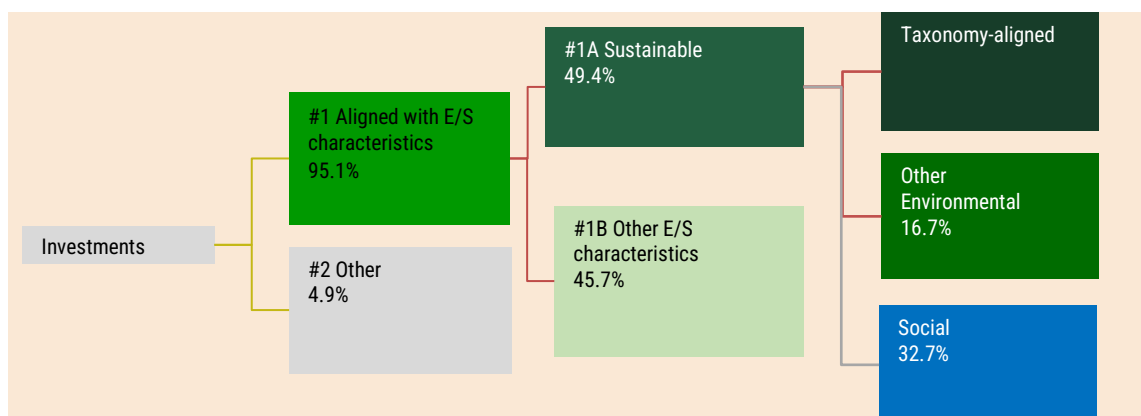 Investments
#1 Aligned with E/S
characteristics
95.1%
#2 Other
4.9%
#1A Sustainable
49.4%
#1B Other E/S
characteristics
45.7%
Taxonomy-aligned
Other
Environmental
16.7%
Social
32.7%